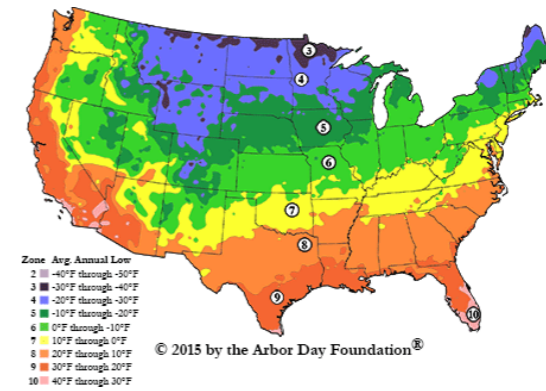 3
4
5
6
7
8
9
10
Zone Avg. Annual Low
2 -40°F through -50°F
3 -30°F through -40°F
4 -20°F through -30°F
5 -10°F through -20°F
6 0°F through -10°F
7 10°F through 0°F
8 20°F through 10°F
9 30°F through 20°F
10 40°F through 30°F
© 2015 by the Arbor Day Foundation®